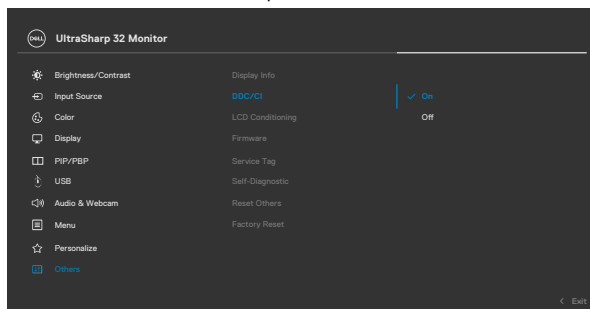 DELL UltraSharp 32 Monitor
Brightness/Contrast Display Info
Input Source DDC/CI On
Color LCD Conditioning Off
Display Firmware
PIP/PBP Service Tag
USB Self-Diagnostic
Audio & Webcam Reset Others
Menu Factory Reset
Personalize
Others
Exit